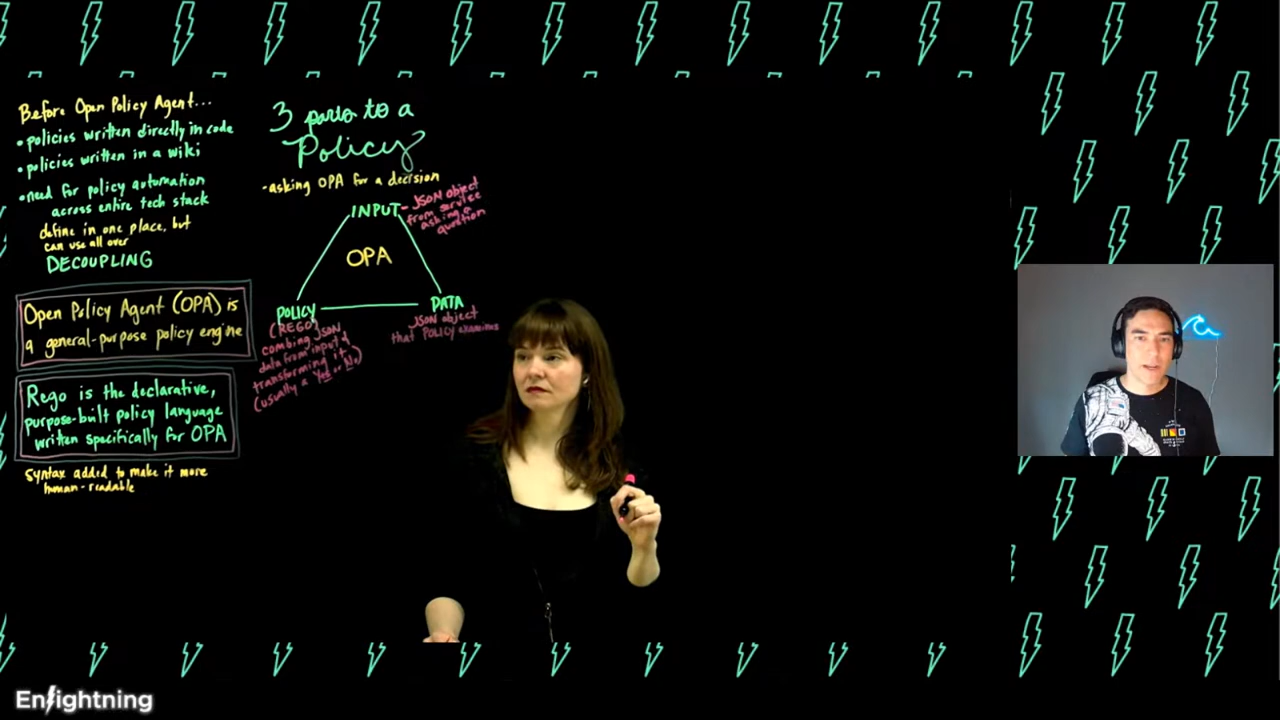 Before Open Policy Agent...
• policies written directly in code
• policies written in a wiki
• need for policy automation
across entire tech stack
define in one place, but
can use all over
DECOUPLING
Open Policy Agent (OPA) is
a general-purpose policy engine
Rego is the declarative,
purpose-built policy language
written specifically for OPA
Syntax added to make it more
human-readable
3 parts to a
Policy
-asking OPA for a decision
INPUT
- JSON object
from service
asking a
question
OPA
POLICY
(REGO)
combining JSON
data from input &
transforming it
(usually a Yes or No)
DATA
JSON object
that POLICY examines
Enlightning